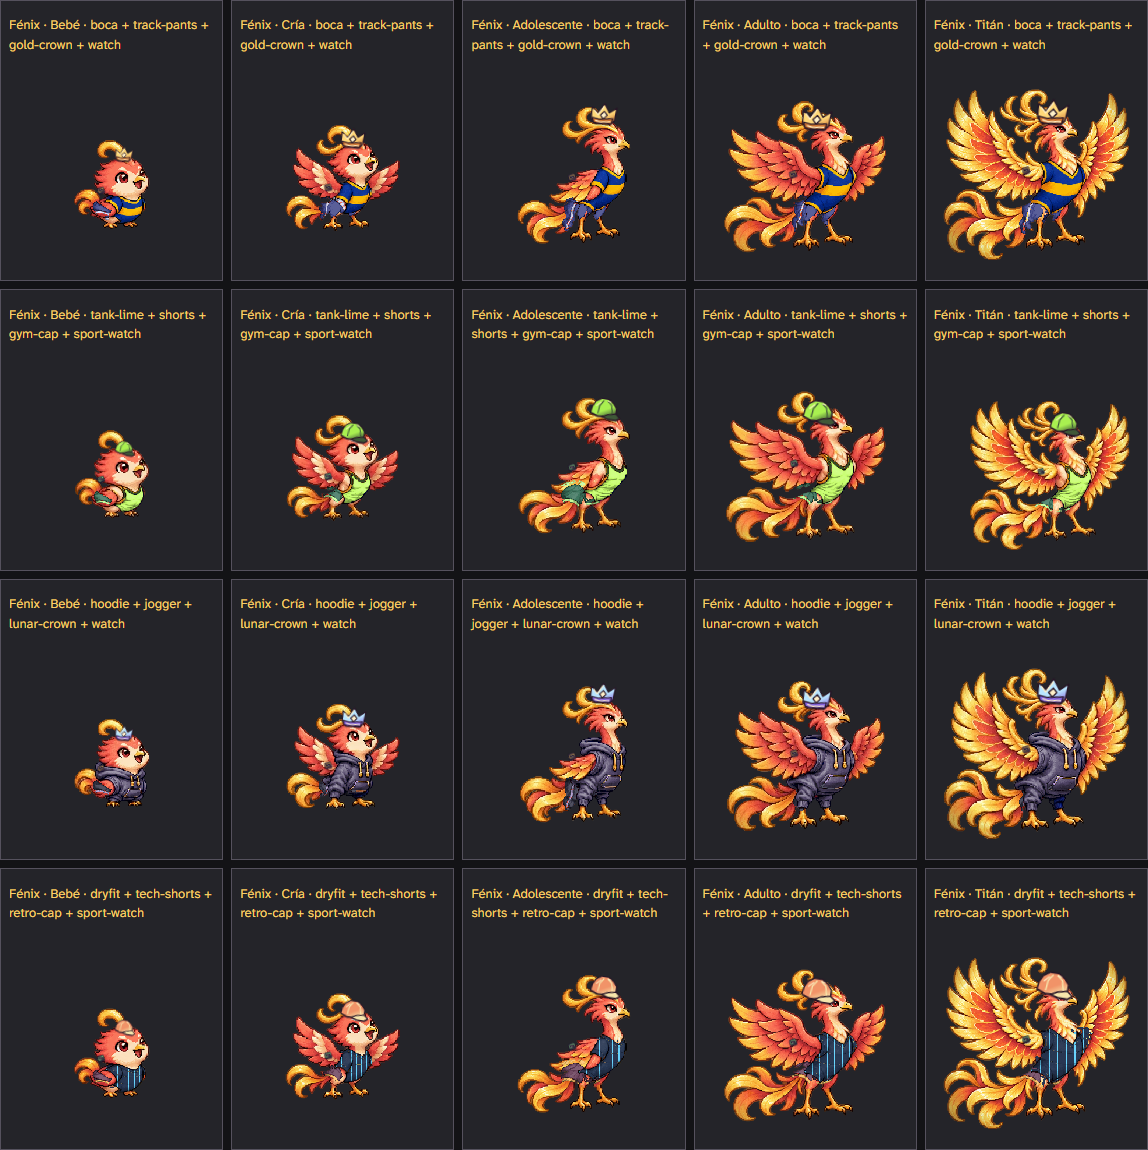 Fénix · Bebé · boca + track-pants +
gold-crown + watch
Fénix · Cría · boca + track-pants +
gold-crown + watch
Fénix · Adolescente · boca + track-
pants + gold-crown + watch
Fénix · Adulto · boca + track-pants
+ gold-crown + watch
Fénix · Titán · boca + track-pants +
gold-crown + watch
Fénix · Bebé · tank-lime + shorts +
gym-cap + sport-watch
Fénix · Cría · tank-lime + shorts +
gym-cap + sport-watch
Fénix · Adolescente · tank-lime +
shorts + gym-cap + sport-watch
Fénix · Adulto · tank-lime + shorts +
gym-cap + sport-watch
Fénix · Titán · tank-lime + shorts +
gym-cap + sport-watch
Fénix · Bebé · hoodie + jogger +
lunar-crown + watch
Fénix · Cría · hoodie + jogger +
lunar-crown + watch
Fénix · Adolescente · hoodie +
jogger + lunar-crown + watch
Fénix · Adulto · hoodie + jogger +
lunar-crown + watch
Fénix · Titán · hoodie + jogger +
lunar-crown + watch
Fénix · Bebé · dryfit + tech-shorts +
retro-cap + sport-watch
Fénix · Cría · dryfit + tech-shorts +
retro-cap + sport-watch
Fénix · Adolescente · dryfit + tech-
shorts + retro-cap + sport-watch
Fénix · Adulto · dryfit + tech-shorts
+ retro-cap + sport-watch
Fénix · Titán · dryfit + tech-shorts +
retro-cap + sport-watch